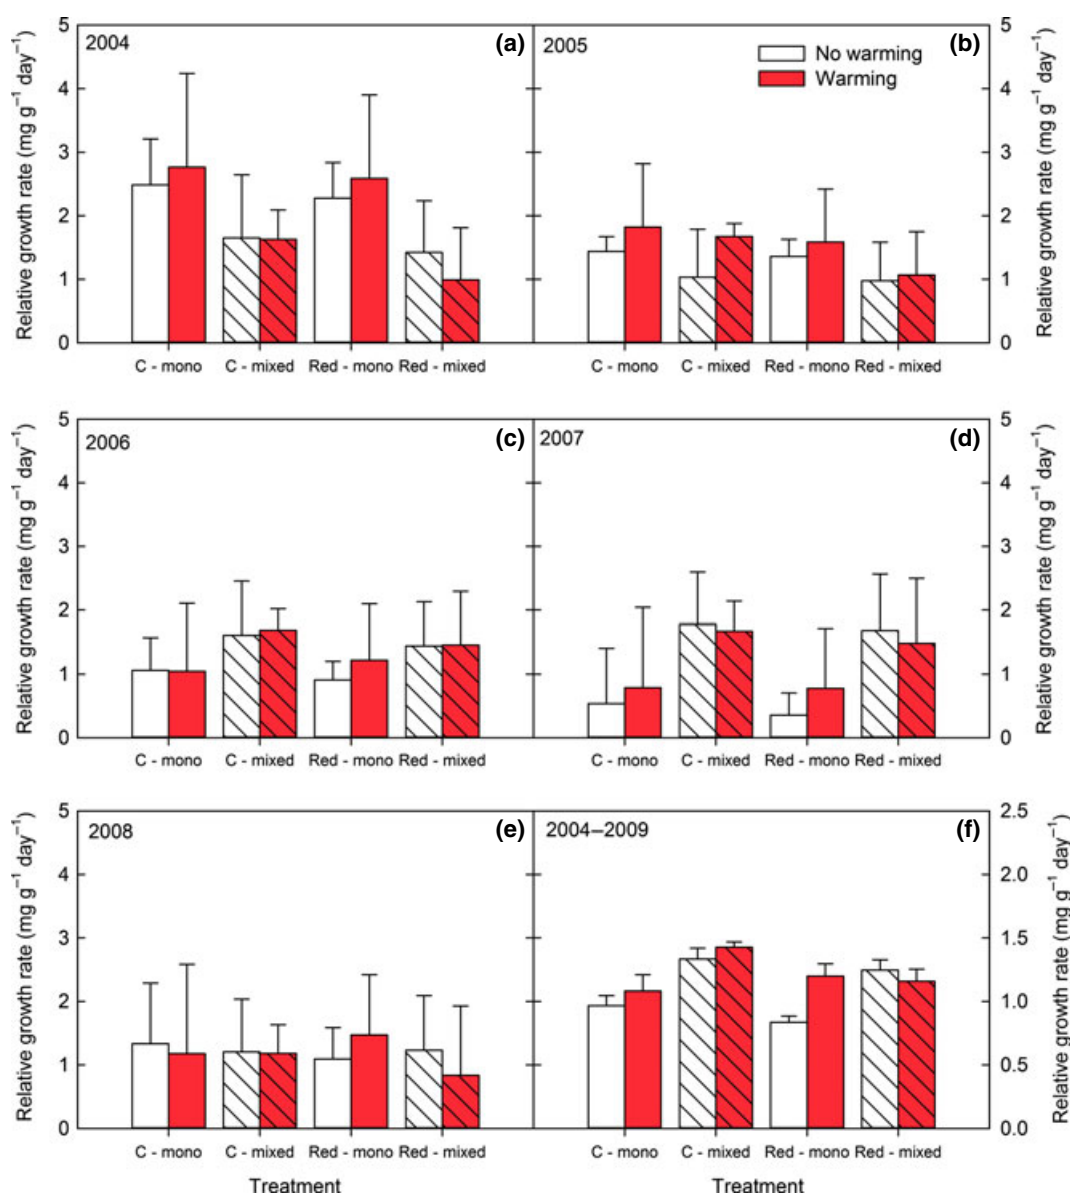 2004
(a)
5
4
3
2
1
0
Relative growth rate (mg g⁻¹ day⁻¹)
C - mono
C - mixed
Red - mono
Red - mixed
2005
(b)
No warming
Warming
5
4
3
2
1
0
Relative growth rate (mg g⁻¹ day⁻¹)
C - mono
C - mixed
Red - mono
Red - mixed
2006
(c)
5
4
3
2
1
0
Relative growth rate (mg g⁻¹ day⁻¹)
C - mono
C - mixed
Red - mono
Red - mixed
2007
(d)
5
4
3
2
1
0
Relative growth rate (mg g⁻¹ day⁻¹)
C - mono
C - mixed
Red - mono
Red - mixed
2008
(e)
5
4
3
2
1
0
Relative growth rate (mg g⁻¹ day⁻¹)
C - mono
C - mixed
Red - mono
Red - mixed
Treatment
2004–2009
(f)
2.5
2.0
1.5
1.0
0.5
0.0
Relative growth rate (mg g⁻¹ day⁻¹)
C - mono
C - mixed
Red - mono
Red - mixed
Treatment